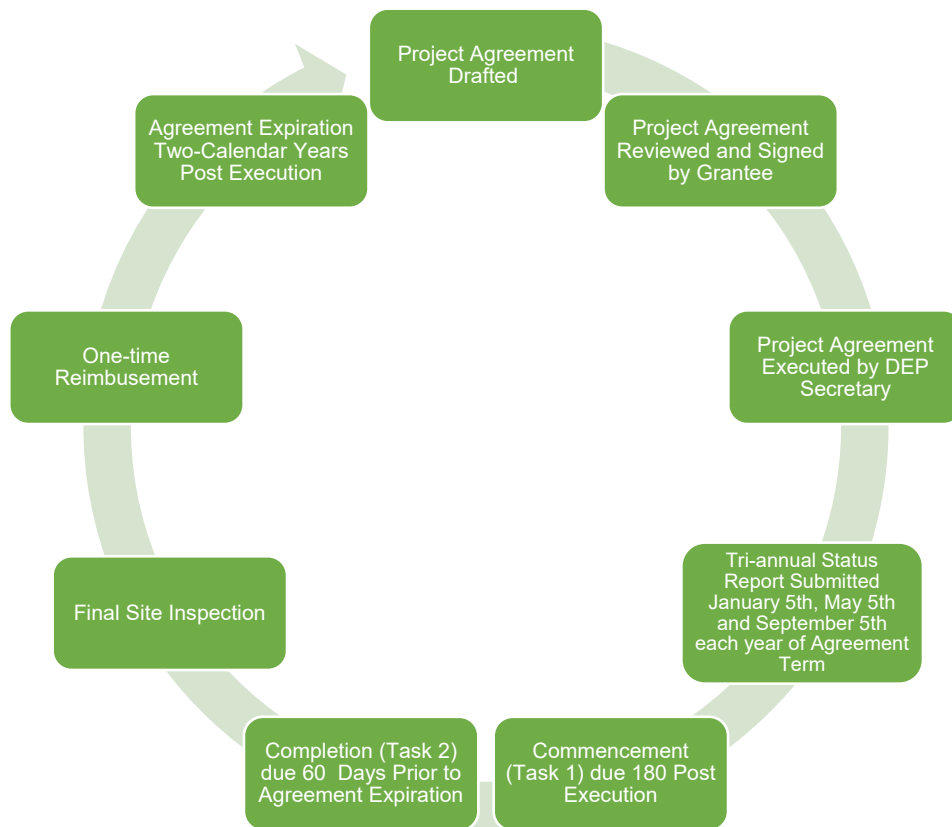 Project Agreement
Drafted
Project Agreement
Reviewed and Signed
by Grantee
Project Agreement
Executed by DEP
Secretary
Tri-annual Status
Report Submitted
January 5th, May 5th
and September 5th
each year of Agreement
Term
Commencement
(Task 1) due 180 Post
Execution
Completion (Task 2)
due 60 Days Prior to
Agreement Expiration
Final Site Inspection
One-time
Reimbusement
Agreement Expiration
Two-Calendar Years
Post Execution